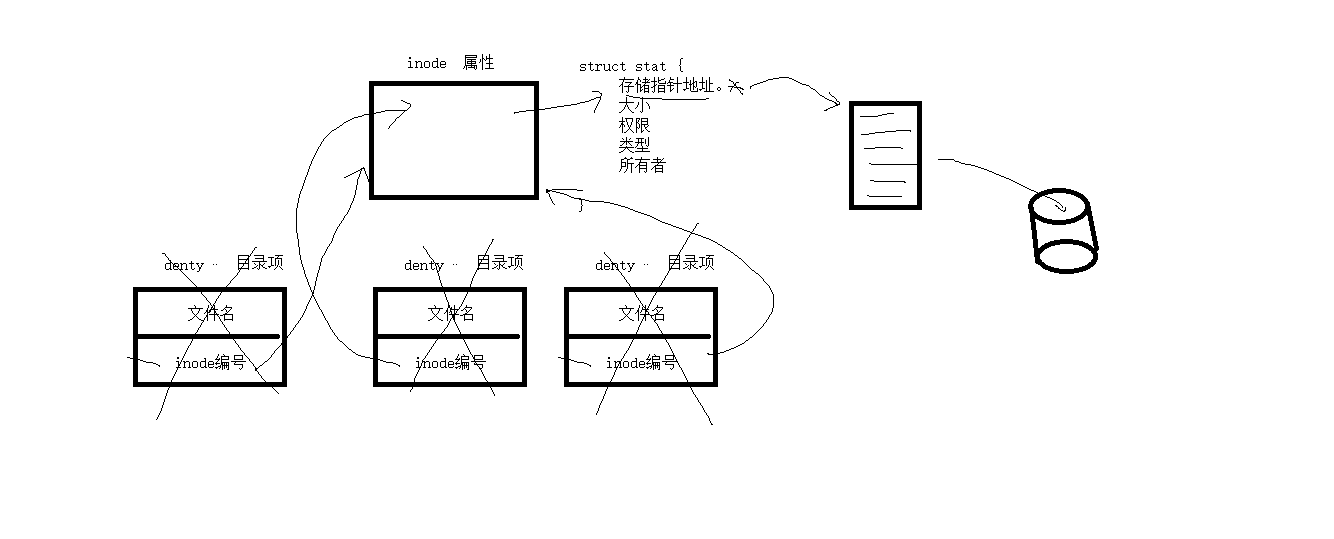 inode 属性
struct stat {
存储指针地址。
大小
权限
类型
所有者
}
denty 目录项
文件名
inode编号
denty 目录项
文件名
inode编号
denty 目录项
文件名
inode编号